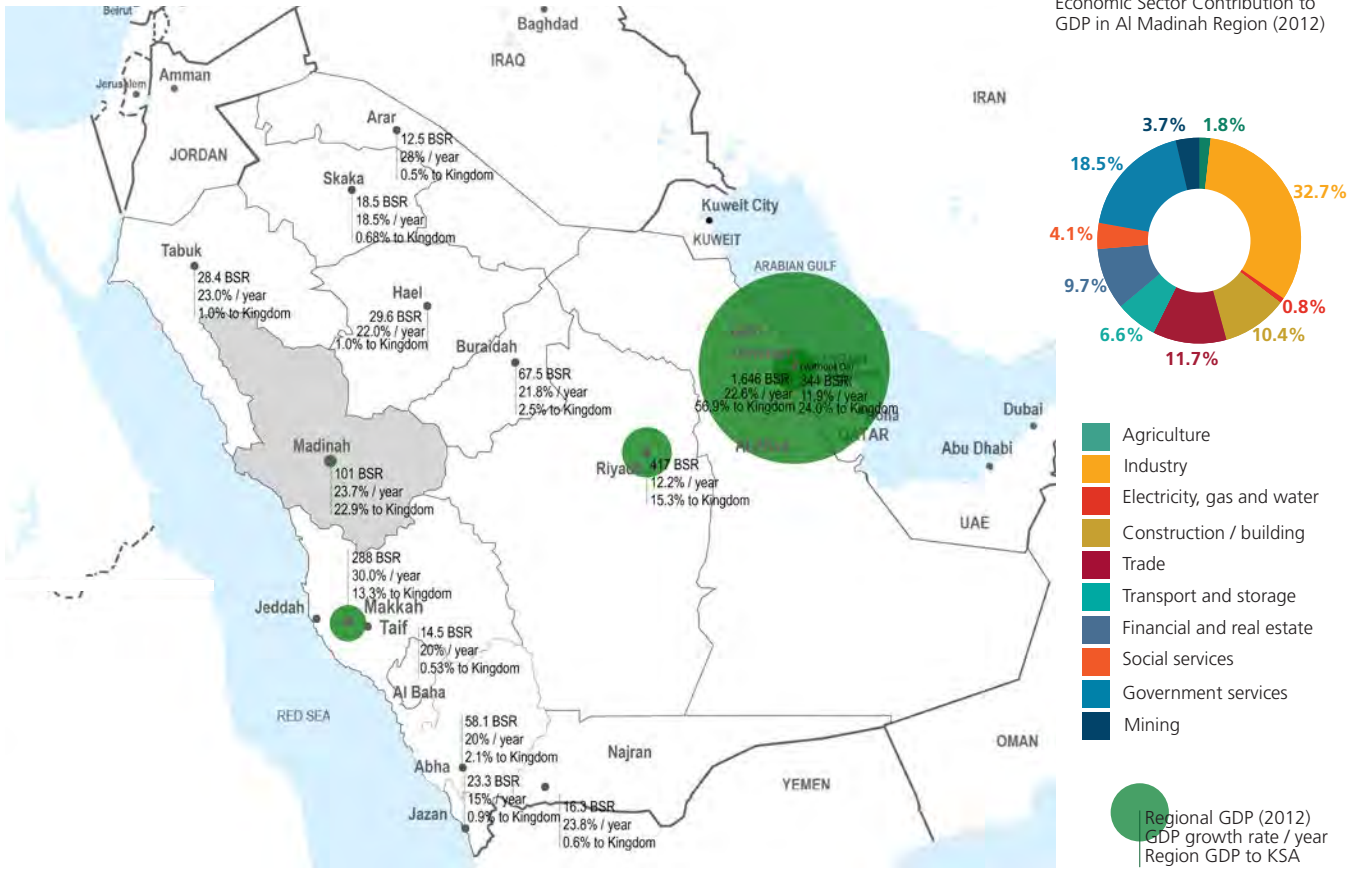 Economic Sector Contribution to
GDP in Al Madinah Region (2012)
Beirut
Baghdad
IRAQ
IRAN
Jerusalem
Amman
JORDAN
Arar
12.5 BSR
28% / year
0.5% to Kingdom
Skaka
18.5 BSR
18.5% / year
0.68% to Kingdom
Kuweit City
KUWEIT
ARABIAN GULF
Tabuk
28.4 BSR
23.0% / year
1.0% to Kingdom
Hael
29.6 BSR
22.0% / year
1.0% to Kingdom
Buraidah
67.5 BSR
21.8% / year
2.5% to Kingdom
1,646 BSR
22.6% / year
56.9% to Kingdom
344 BSR
11.9% / year
24.0% to Kingdom
QATAR
Dubai
Abu Dhabi
UAE
Madinah
101 BSR
23.7% / year
22.9% to Kingdom
Riyadh
417 BSR
12.2% / year
15.3% to Kingdom
288 BSR
30.0% / year
13.3% to Kingdom
Jeddah
Makkah
Taif
14.5 BSR
20% / year
0.53% to Kingdom
Al Baha
RED SEA
58.1 BSR
20% / year
2.1% to Kingdom
Abha
23.3 BSR
15% / year
0.9% to Kingdom
Jazan
Najran
16.3 BSR
23.8% / year
0.6% to Kingdom
YEMEN
OMAN
3.7%
1.8%
18.5%
32.7%
4.1%
9.7%
0.8%
6.6%
10.4%
11.7%
Agriculture
Industry
Electricity, gas and water
Construction / building
Trade
Transport and storage
Financial and real estate
Social services
Government services
Mining
Regional GDP (2012)
GDP growth rate / year
Region GDP to KSA